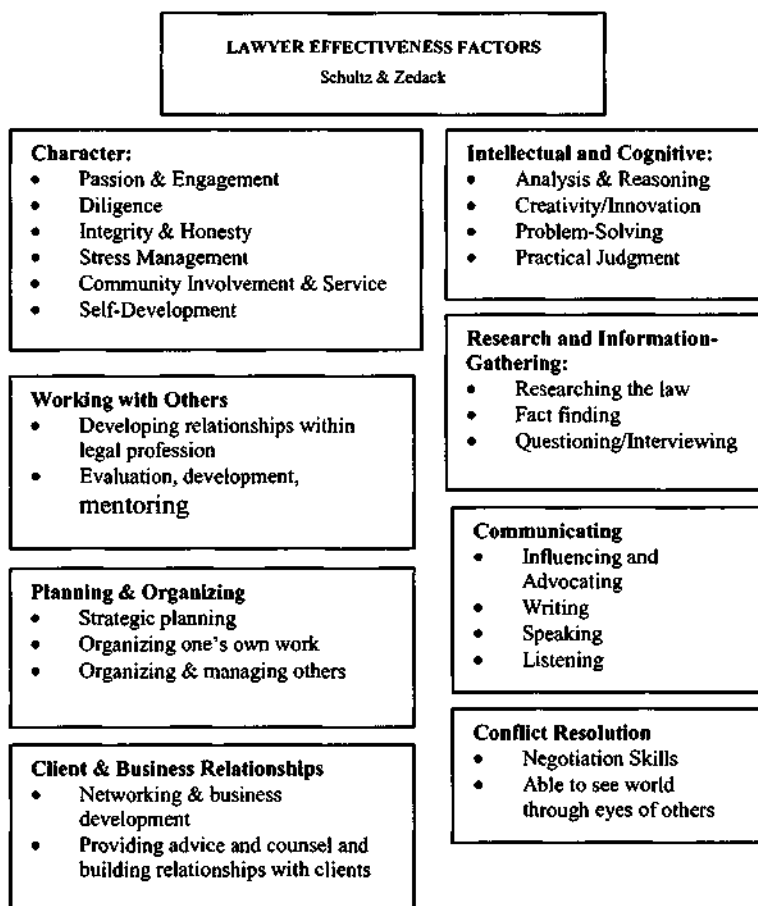 LAWYER EFFECTIVENESS FACTORS
Schultz & Zedack
Character:
• Passion & Engagement
• Diligence
• Integrity & Honesty
• Stress Management
• Community Involvement & Service
• Self-Development
Working with Others
• Developing relationships within
legal profession
• Evaluation, development,
mentoring
Planning & Organizing
• Strategic planning
• Organizing one's own work
• Organizing & managing others
Client & Business Relationships
• Networking & business
development
• Providing advice and counsel and
building relationships with clients
Intellectual and Cognitive:
• Analysis & Reasoning
• Creativity/Innovation
• Problem-Solving
• Practical Judgment
Research and Information-
Gathering:
• Researching the law
• Fact finding
• Questioning/Interviewing
Communicating
• Influencing and
Advocating
• Writing
• Speaking
• Listening
Conflict Resolution
• Negotiation Skills
• Able to see world
through eyes of others